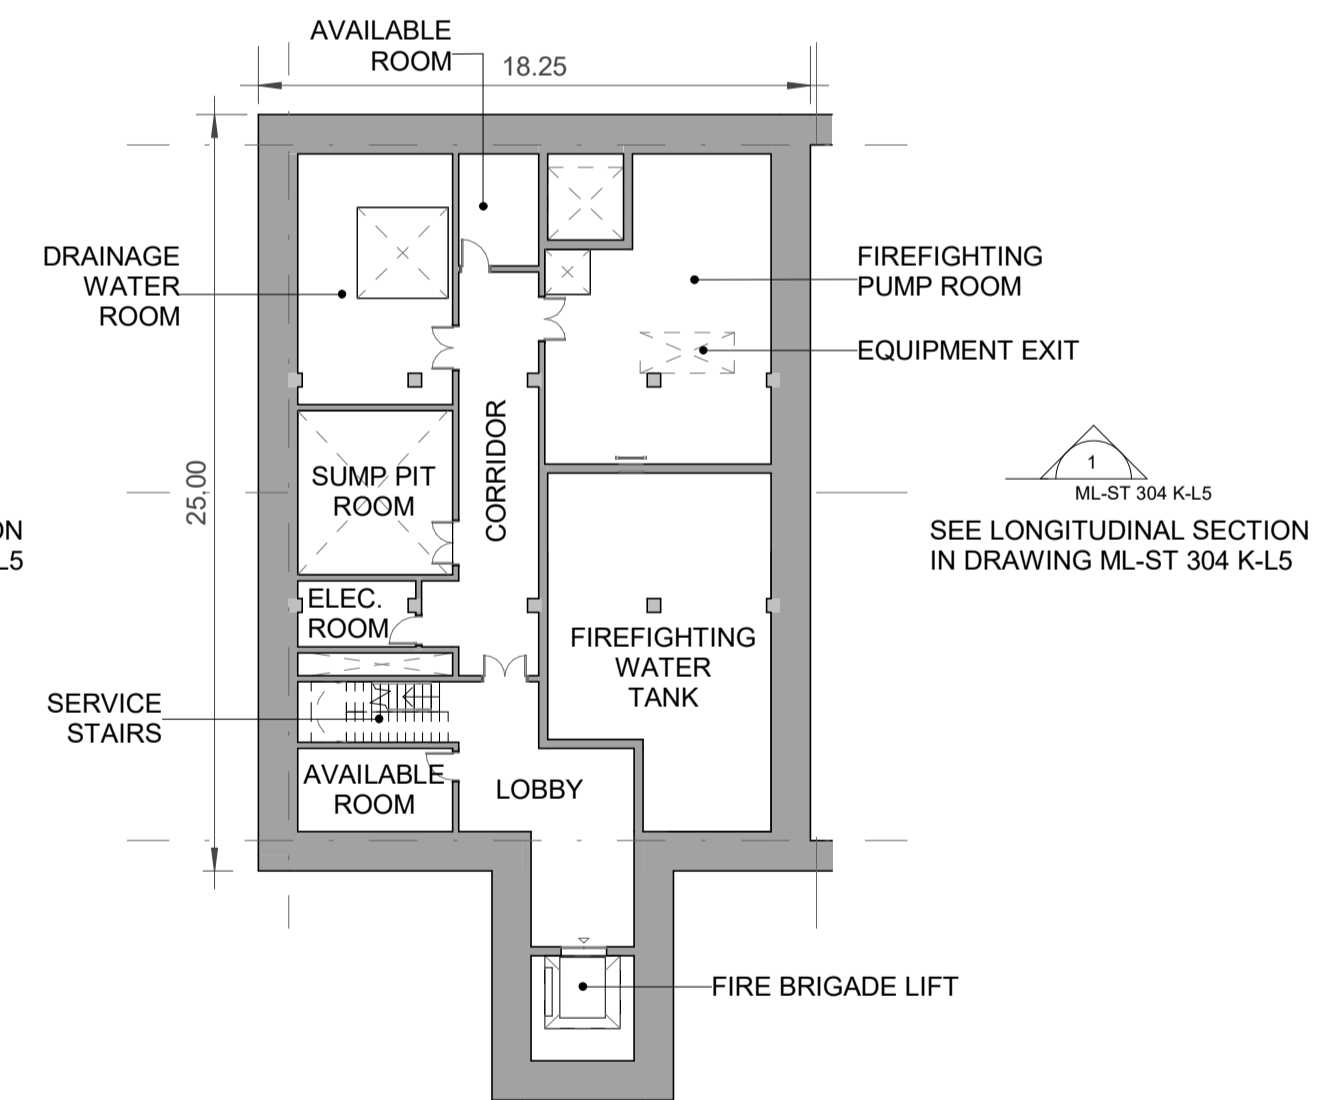 AVAILABLE
ROOM
18.25
DRAINAGE
WATER
ROOM
FIREFIGHTING
PUMP ROOM
EQUIPMENT EXIT
25,00
SUMP PIT
ROOM
CORRIDOR
1
ML-ST 304 K-L5
SEE LONGITUDINAL SECTION
IN DRAWING ML-ST 304 K-L5
ON
L5
ELEC.
ROOM
FIREFIGHTING
WATER
TANK
SERVICE
STAIRS
AVAILABLE
ROOM
LOBBY
FIRE BRIGADE LIFT